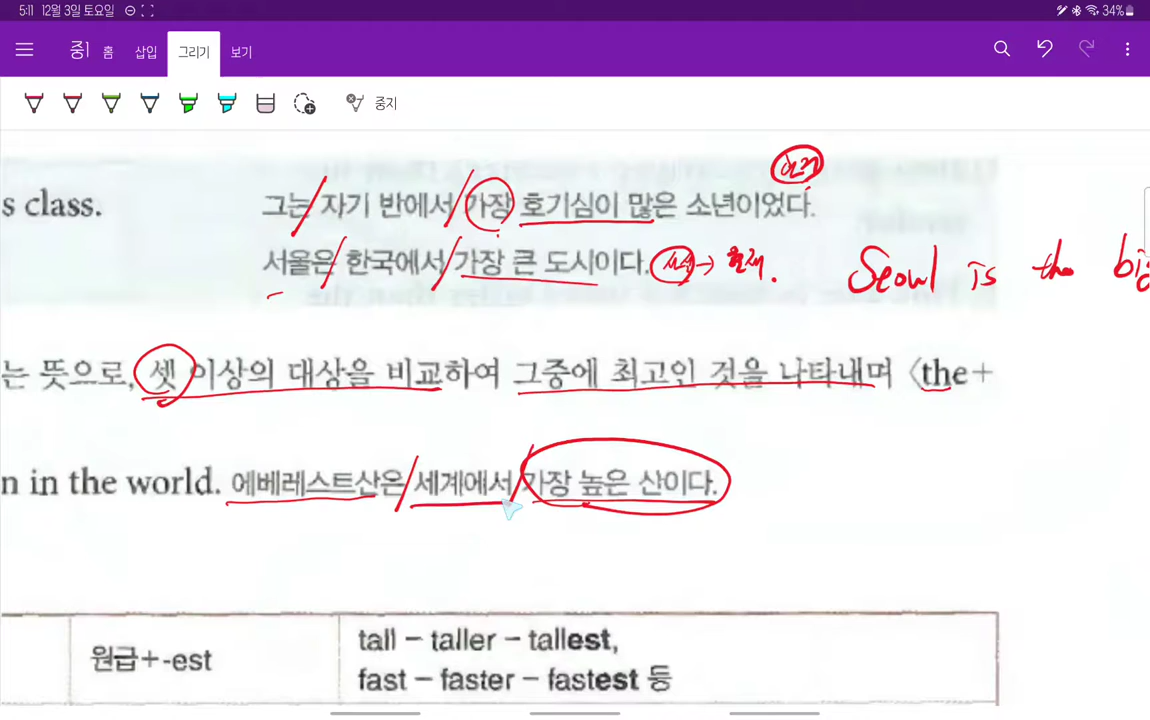 5:11 12월 3일 토요일 34%
중1 홈 삽입 그리기 보기
중지
s class. 그는 자기 반에서 가장 호기심이 많은 소년이었다.
서울은 한국에서 가장 큰 도시이다. Seoul is the big
는 뜻으로, 셋 이상의 대상을 비교하여 그중에 최고인 것을 나타내며 〈the+
n in the world. 에베레스트산은 세계에서 가장 높은 산이다.
원급+-est
tall － taller － tallest,
fast － faster － fastest 등